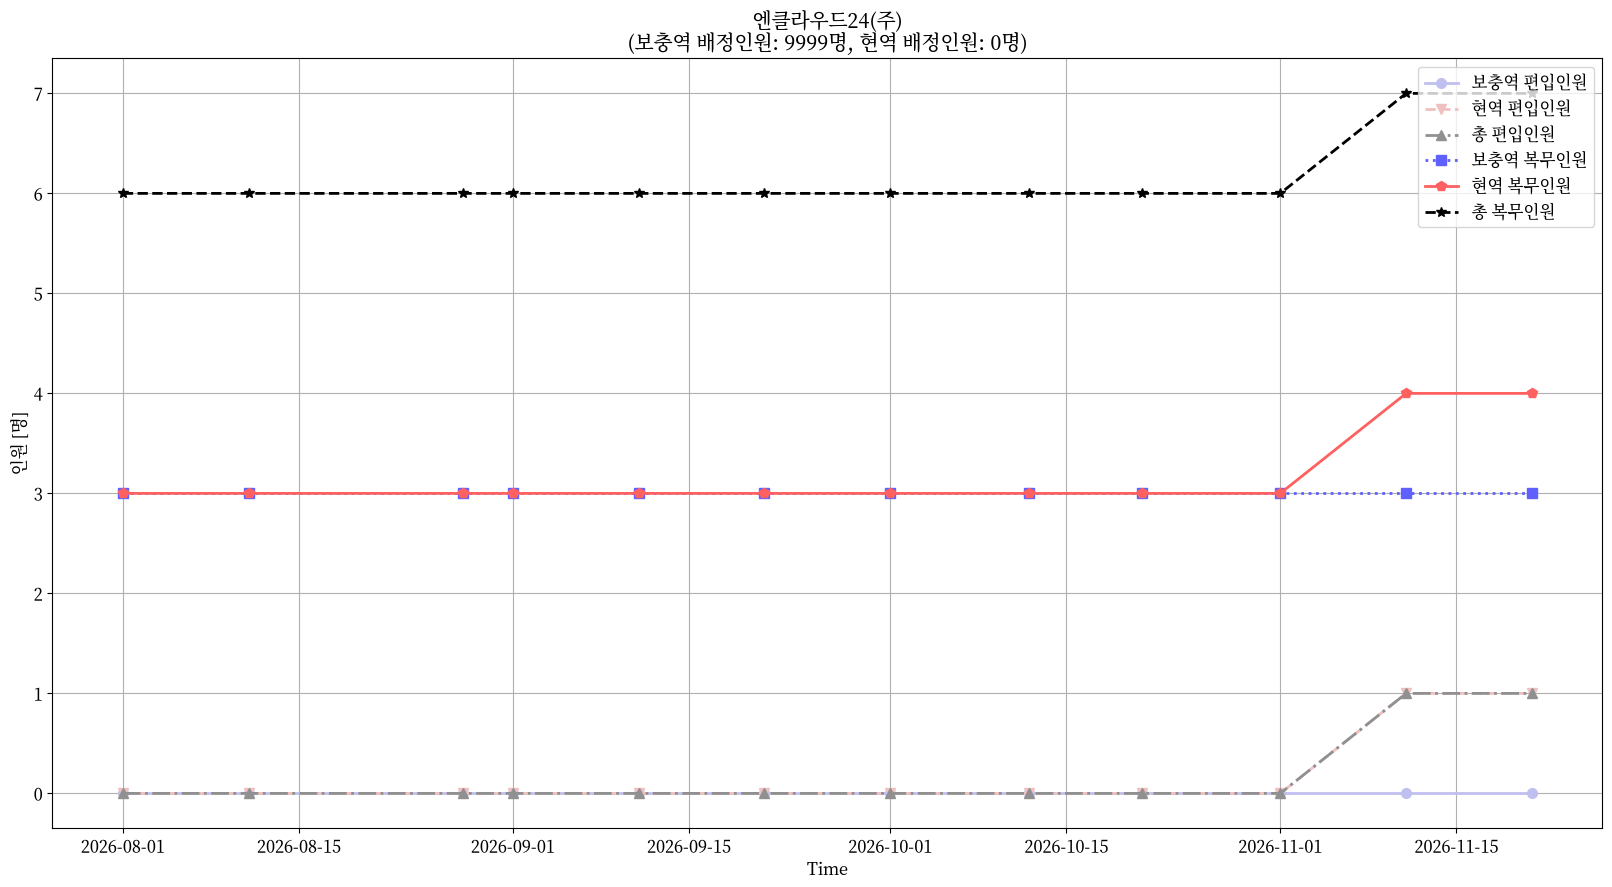 엔클라우드24(주)
(보충역 배정인원: 9999명, 현역 배정인원: 0명)
보충역 편입인원
현역 편입인원
총 편입인원
보충역 복무인원
현역 복무인원
총 복무인원
인원 [명]
7
6
5
4
3
2
1
0
2026-08-01
2026-08-15
2026-09-01
2026-09-15
2026-10-01
2026-10-15
2026-11-01
2026-11-15
Time